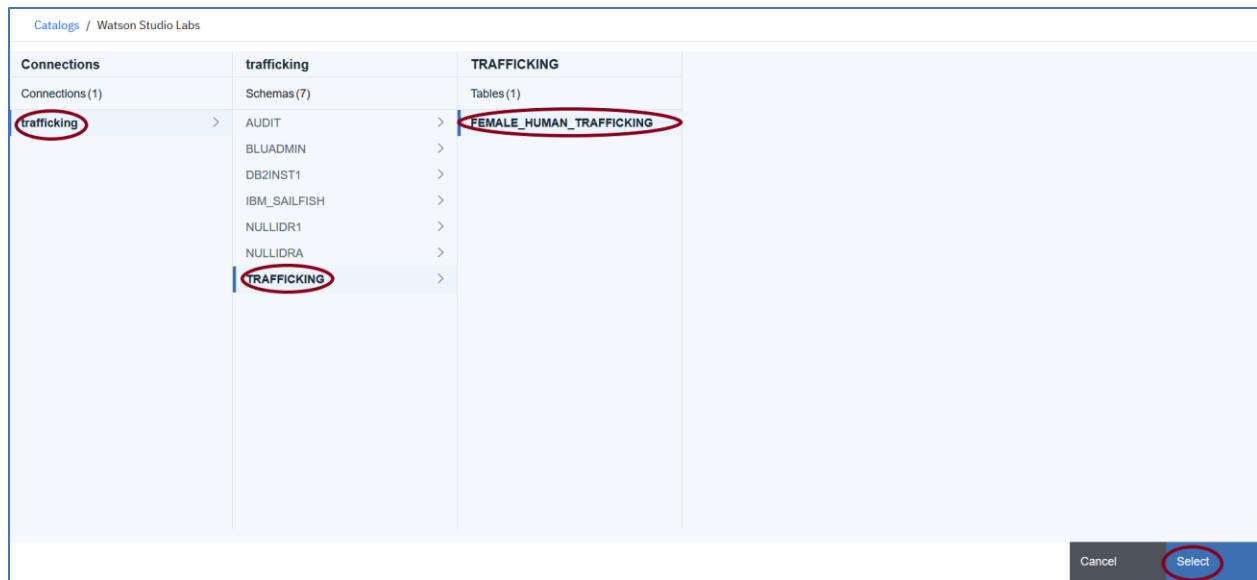 Catalogs / Watson Studio Labs
Connections
Connections (1)
trafficking
trafficking
Schemas (7)
AUDIT
BLUADMIN
DB2INST1
IBM_SAILFISH
NULLIDR1
NULLIDRA
TRAFFICKING
TRAFFICKING
Tables (1)
FEMALE_HUMAN_TRAFFICKING
Cancel
Select